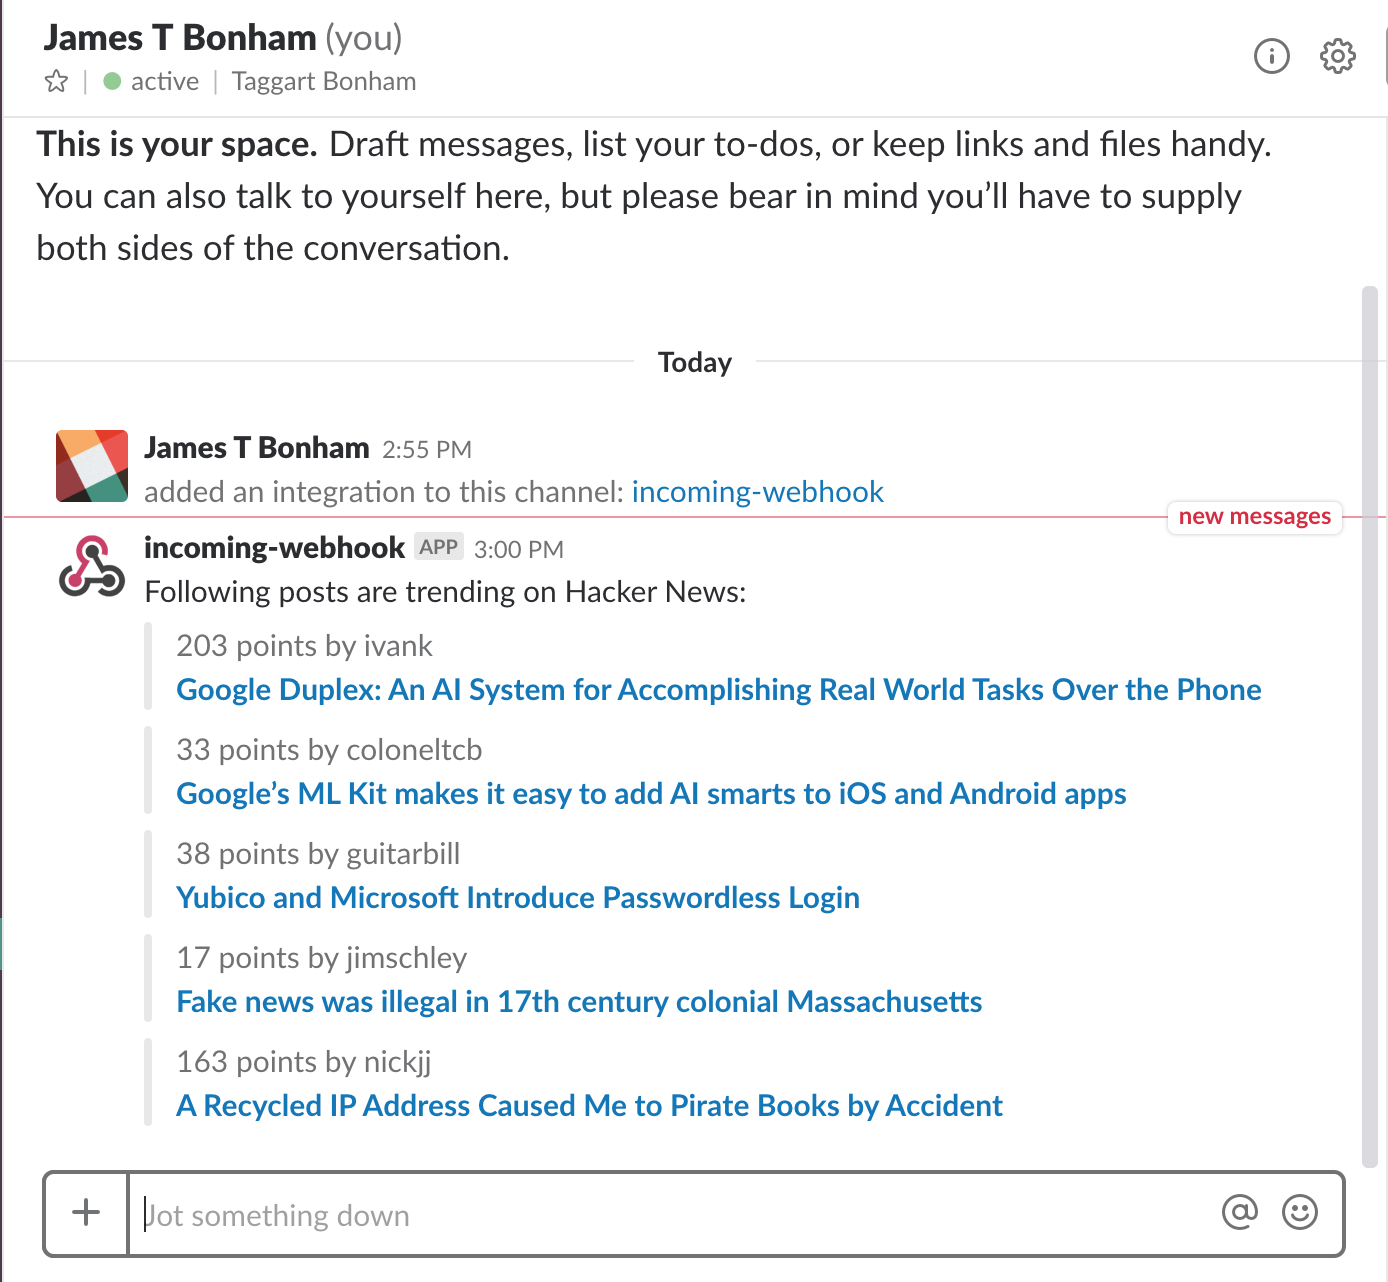 James T Bonham (you)
active | Taggart Bonham
This is your space. Draft messages, list your to-dos, or keep links and files handy.
You can also talk to yourself here, but please bear in mind you’ll have to supply
both sides of the conversation.
Today
James T Bonham 2:55 PM
added an integration to this channel: incoming-webhook
new messages
incoming-webhook APP 3:00 PM
Following posts are trending on Hacker News:
203 points by ivank
Google Duplex: An AI System for Accomplishing Real World Tasks Over the Phone
33 points by coloneltcb
Google’s ML Kit makes it easy to add AI smarts to iOS and Android apps
38 points by guitarbill
Yubico and Microsoft Introduce Passwordless Login
17 points by jimschley
Fake news was illegal in 17th century colonial Massachusetts
163 points by nickjj
A Recycled IP Address Caused Me to Pirate Books by Accident
Jot something down